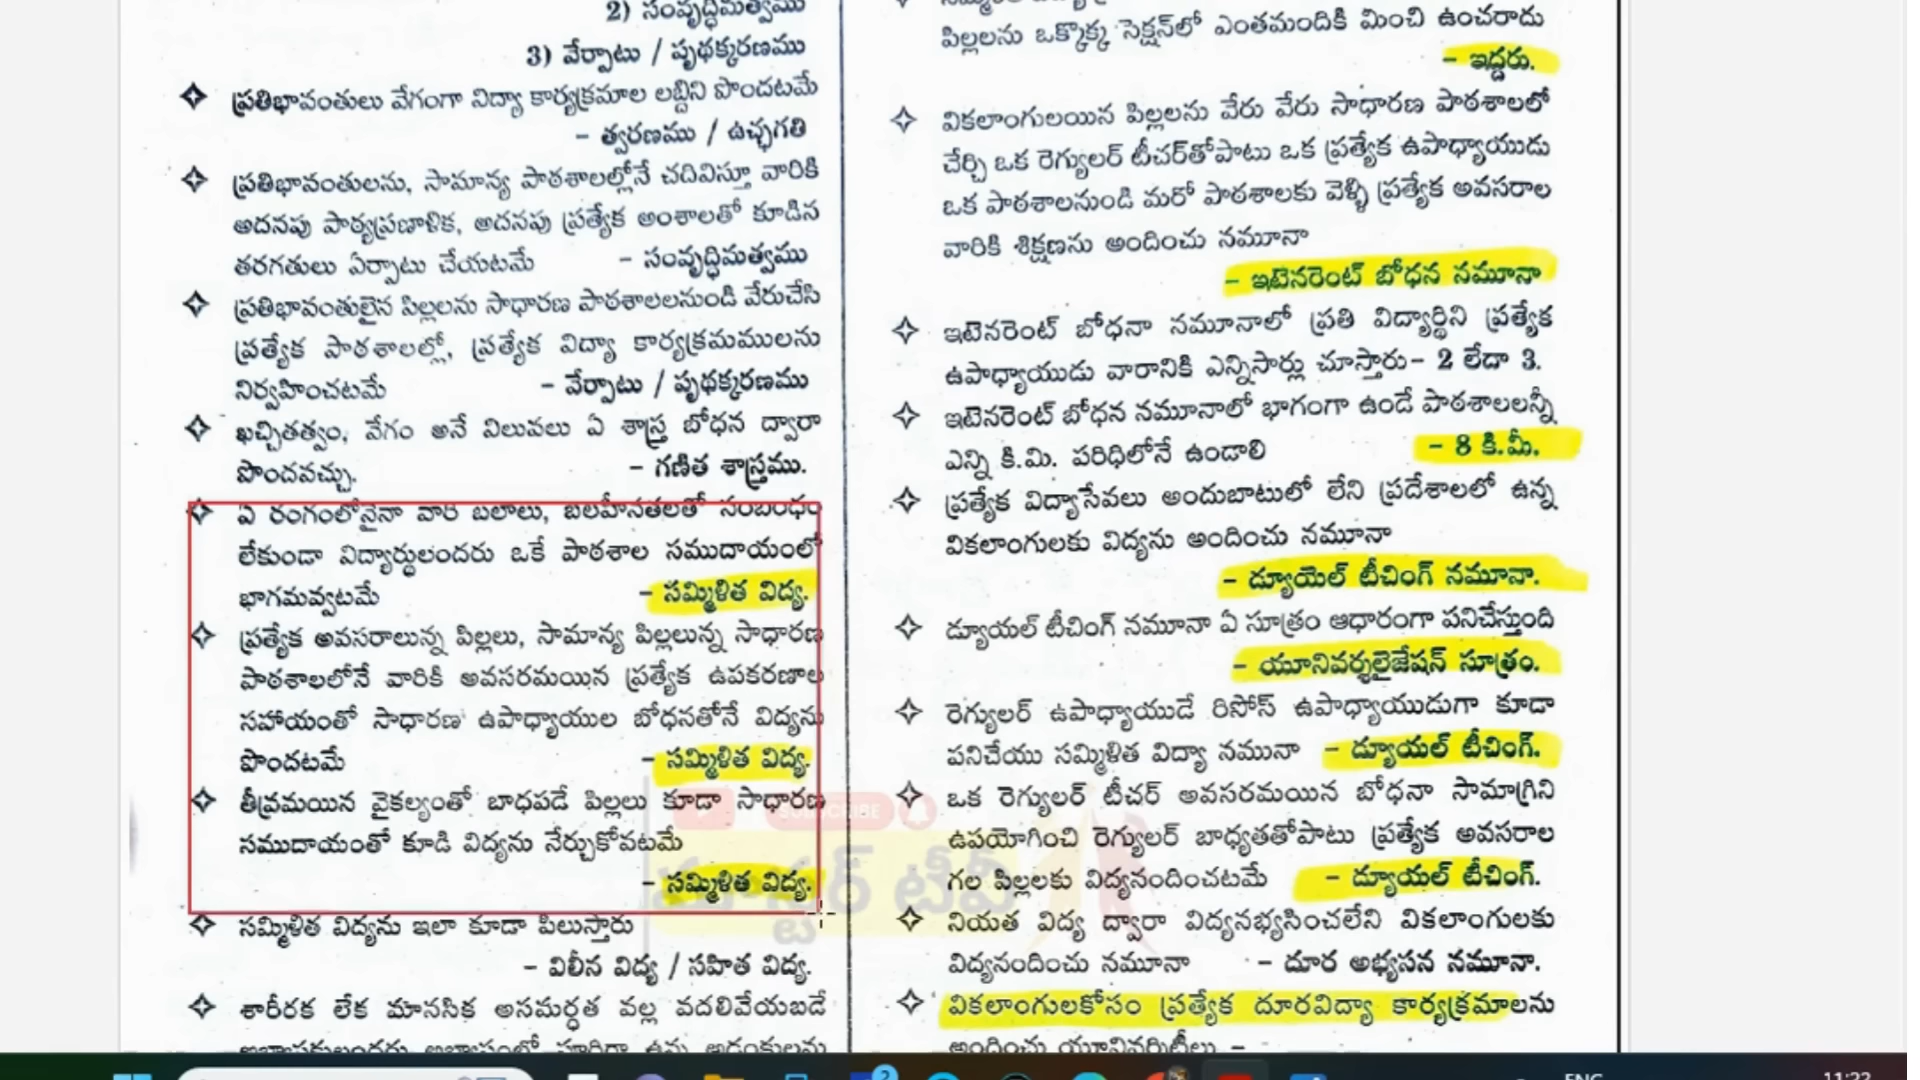 2) సంవృద్ధిమత్వము
3) వేర్పాటు / పృథక్కరణము
ప్రతిభావంతులు వేగంగా విద్యా కార్యక్రమాల లబ్దిని పొందటమే
– త్వరణము / ఉచ్ఛగతి
ప్రతిభావంతులను, సామాన్య పాఠశాలల్లోనే చదివిస్తూ వారికి
అదనపు పాఠ్యప్రణాళిక, అదనపు ప్రత్యేక అంశాలతో కూడిన
తరగతులు ఏర్పాటు చేయటమే – సంవృద్ధిమత్వము
ప్రతిభావంతులైన పిల్లలను సాధారణ పాఠశాలలనుండి వేరుచేసి
ప్రత్యేక పాఠశాలల్లో, ప్రత్యేక విద్యా కార్యక్రమములను
నిర్వహించటమే – వేర్పాటు / పృథక్కరణము
ఖచ్చితత్వం, వేగం అనే విలువలు ఏ శాస్త్ర బోధన ద్వారా
పొందవచ్చు. – గణిత శాస్త్రము.
ఏ రంగంలోనైనా వారి బలాలు, బలహీనతలతో సంబంధం
లేకుండా విద్యార్థులందరు ఒకే పాఠశాల సముదాయంలో
భాగమవ్వటమే – సమ్మిళిత విద్య.
ప్రత్యేక అవసరాలున్న పిల్లలు, సామాన్య పిల్లలున్న సాధారణ
పాఠశాలలోనే వారికి అవసరమయిన ప్రత్యేక ఉపకరణాల
సహాయంతో సాధారణ ఉపాధ్యాయుల బోధనతోనే విద్యను
పొందటమే – సమ్మిళిత విద్య.
తీవ్రమయిన వైకల్యంతో బాధపడే పిల్లలు కూడా సాధారణ
సముదాయంతో కూడి విద్యను నేర్చుకోవటమే
– సమ్మిళిత విద్య.
సమ్మిళిత విద్యను ఇలా కూడా పిలుస్తారు
– విలీన విద్య / సహిత విద్య.
శారీరక లేక మానసిక అసమర్థత వల్ల వదలివేయబడే
పిల్లలను ఒక్కొక్క సెక్షన్‌లో ఎంతమందికి మించి ఉంచరాదు
– ఇద్దరు.
వికలాంగులయిన పిల్లలను వేరు వేరు సాధారణ పాఠశాలలో
చేర్చి ఒక రెగ్యులర్ టీచర్‌తోపాటు ఒక ప్రత్యేక ఉపాధ్యాయుడు
ఒక పాఠశాలనుండి మరో పాఠశాలకు వెళ్ళి ప్రత్యేక అవసరాల
వారికి శిక్షణను అందించు నమూనా
– ఇటెనరెంట్ బోధన నమూనా
ఇటెనరెంట్ బోధనా నమూనాలో ప్రతి విద్యార్థిని ప్రత్యేక
ఉపాధ్యాయుడు వారానికి ఎన్నిసార్లు చూస్తారు– 2 లేదా 3.
ఇటెనరెంట్ బోధన నమూనాలో భాగంగా ఉండే పాఠశాలలన్నీ
ఎన్ని కి.మి. పరిధిలోనే ఉండాలి – 8 కి.మీ.
ప్రత్యేక విద్యాసేవలు అందుబాటులో లేని ప్రదేశాలలో ఉన్న
వికలాంగులకు విద్యను అందించు నమూనా
– డ్యూయెల్ టీచింగ్ నమూనా.
డ్యూయల్ టీచింగ్ నమూనా ఏ సూత్రం ఆధారంగా పనిచేస్తుంది
– యూనివర్శలైజేషన్ సూత్రం.
రెగ్యులర్ ఉపాధ్యాయుడే రిసోస్ ఉపాధ్యాయుడుగా కూడా
పనిచేయు సమ్మిళిత విద్యా నమునా – డ్యూయల్ టీచింగ్.
ఒక రెగ్యులర్ టీచర్ అవసరమయిన బోధనా సామాగ్రిని
ఉపయోగించి రెగ్యులర్ బాధ్యతతోపాటు ప్రత్యేక అవసరాల
గల పిల్లలకు విద్యనందించటమే – డ్యూయల్ టీచింగ్.
నియత విద్య ద్వారా విద్యనభ్యసించలేని వికలాంగులకు
విద్యనందించు నమూనా – దూర అభ్యసన నమూనా.
వికలాంగులకోసం ప్రత్యేక దూరవిద్యా కార్యక్రమాలను
SUBSCRIBE
మాస్టర్ టీవీ
2
ENG
11:22